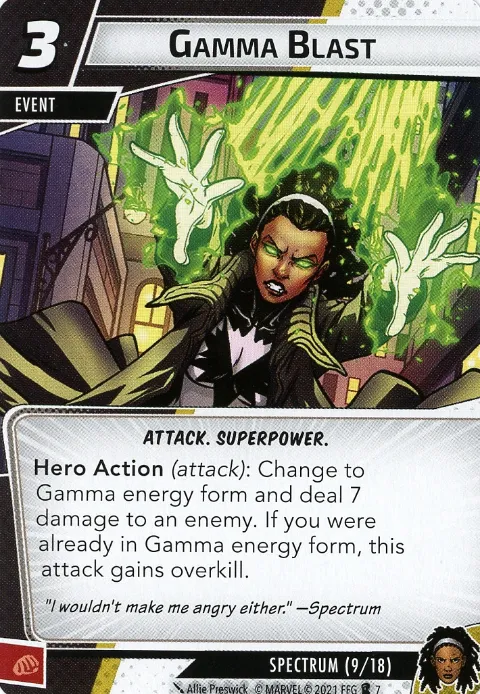 3
GAMMA BLAST
EVENT
ATTACK. SUPERPOWER.
Hero Action (attack): Change to
Gamma energy form and deal 7
damage to an enemy. If you were
already in Gamma energy form, this
attack gains overkill.
"I wouldn't make me angry either." —Spectrum
SPECTRUM (9/18)
Allie Preswick © MARVEL © 2021 FFG 7